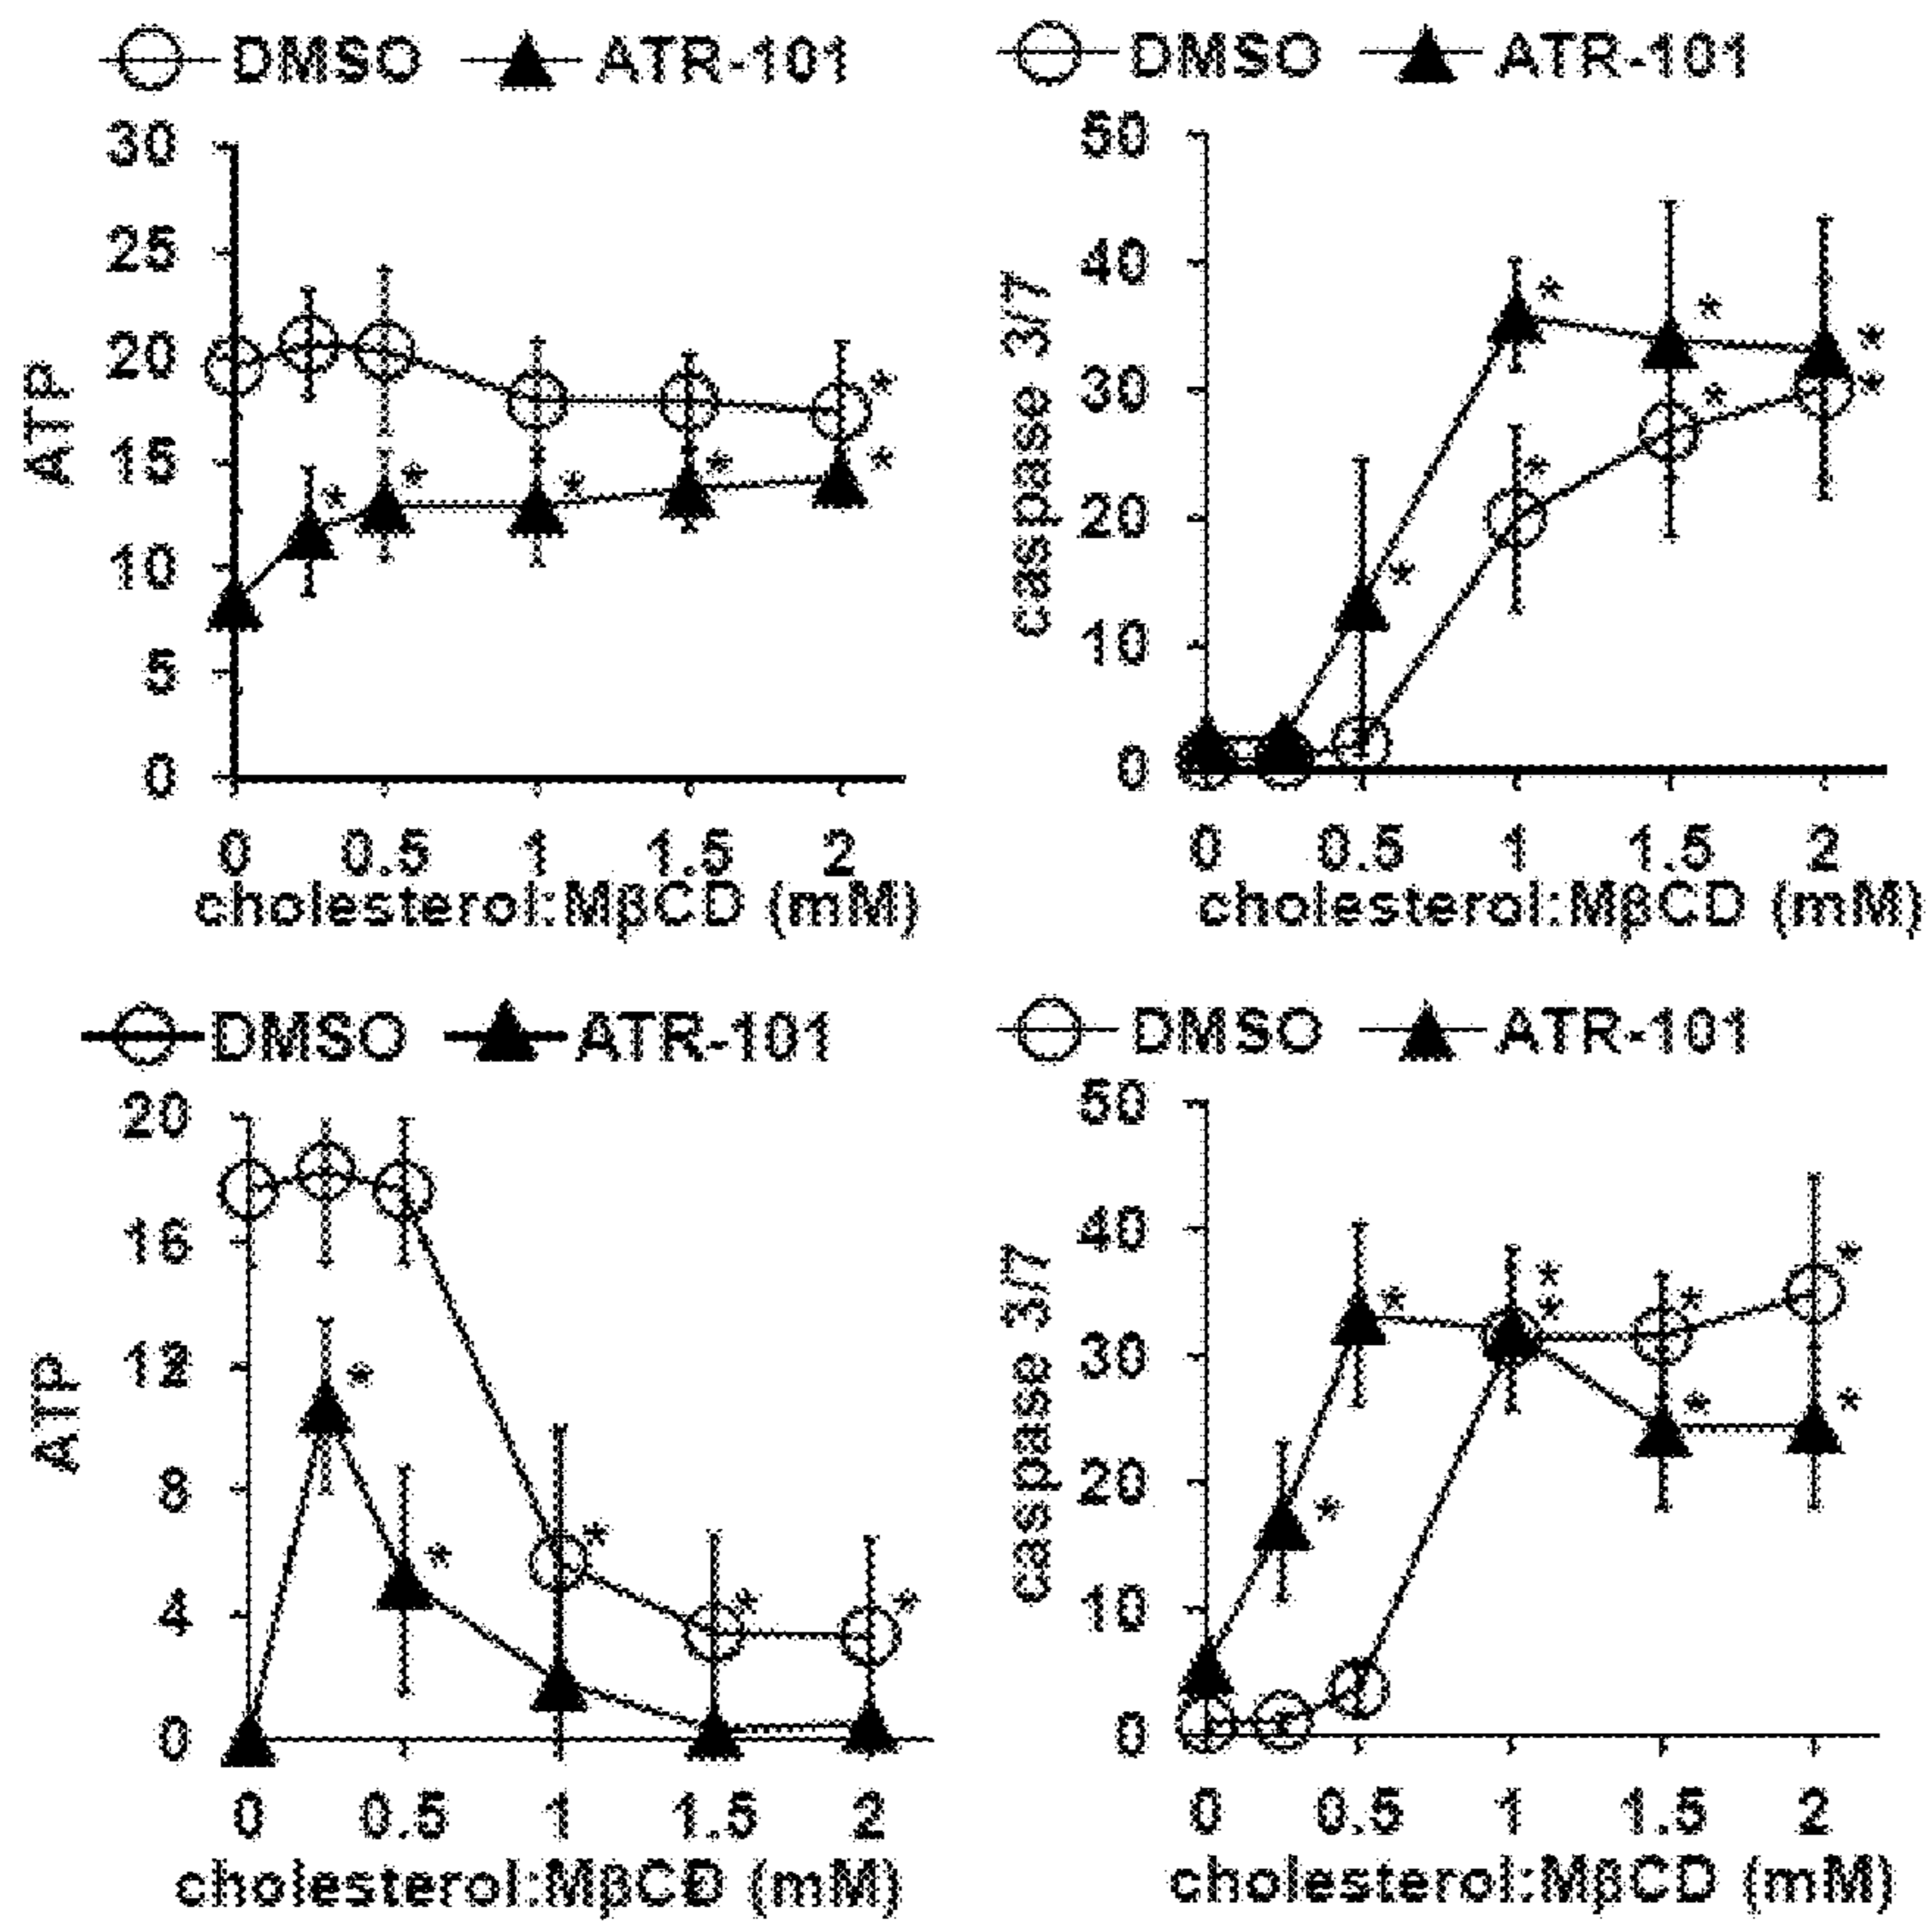 DMSO ATR-101
30
25
20
15
10
5
0
ATP
0 0.5 1 1.5 2
cholesterol:MβCD (mM)
DMSO ATR-101
50
40
30
20
10
0
caspase 3/7
* * * * * * *
0 0.5 1 1.5 2
cholesterol:MβCD (mM)
DMSO ATR-101
20
16
12
8
4
0
ATP
0 0.5 1 1.5 2
cholesterol:MβCD (mM)
DMSO ATR-101
50
40
30
20
10
0
caspase 3/7
0 0.5 1 1.5 2
cholesterol:MβCD (mM)